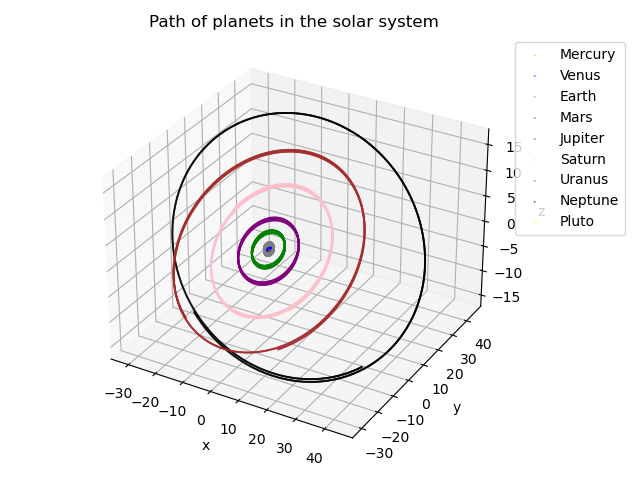 Path of planets in the solar system
Mercury
Venus
Earth
Mars
Jupiter
Saturn
Uranus
Neptune
Pluto
15
10
5
0
−5
−10
−15
z
40
30
20
10
0
−10
−20
−30
y
−30
−20
−10
0
10
20
30
40
x